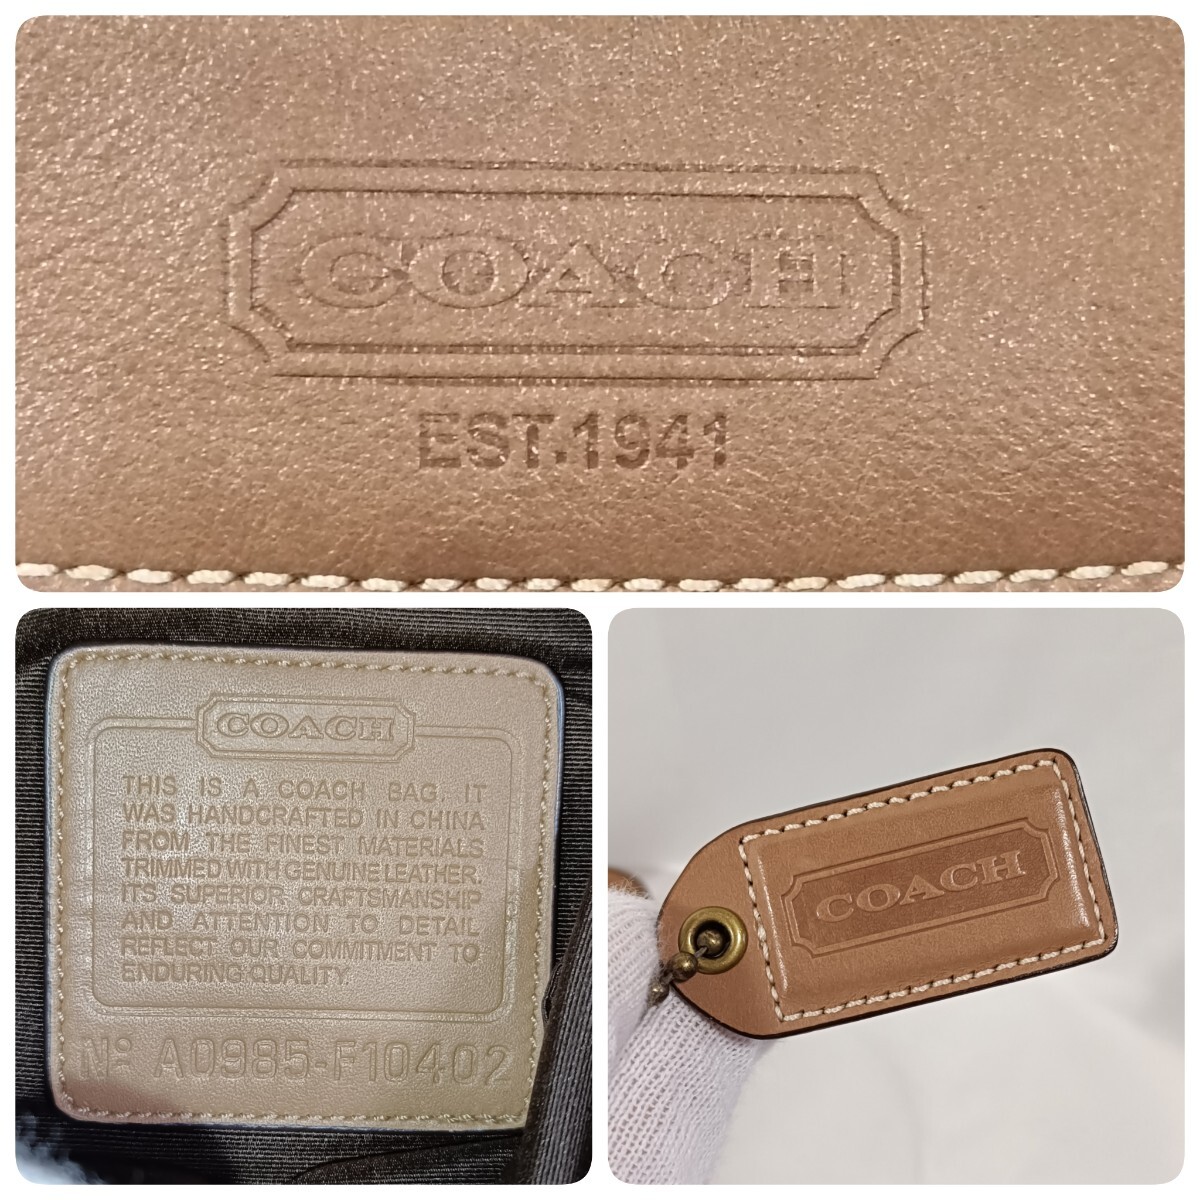 COACH
EST.1941
COACH
THIS IS A COACH BAG. IT
WAS HANDCRAFTED IN CHINA
FROM THE FINEST MATERIALS
TRIMMED WITH GENUINE LEATHER.
ITS SUPERIOR CRAFTSMANSHIP
AND ATTENTION TO DETAIL
REFLECT OUR COMMITMENT TO
ENDURING QUALITY.
Nº A0985-F10402
COACH